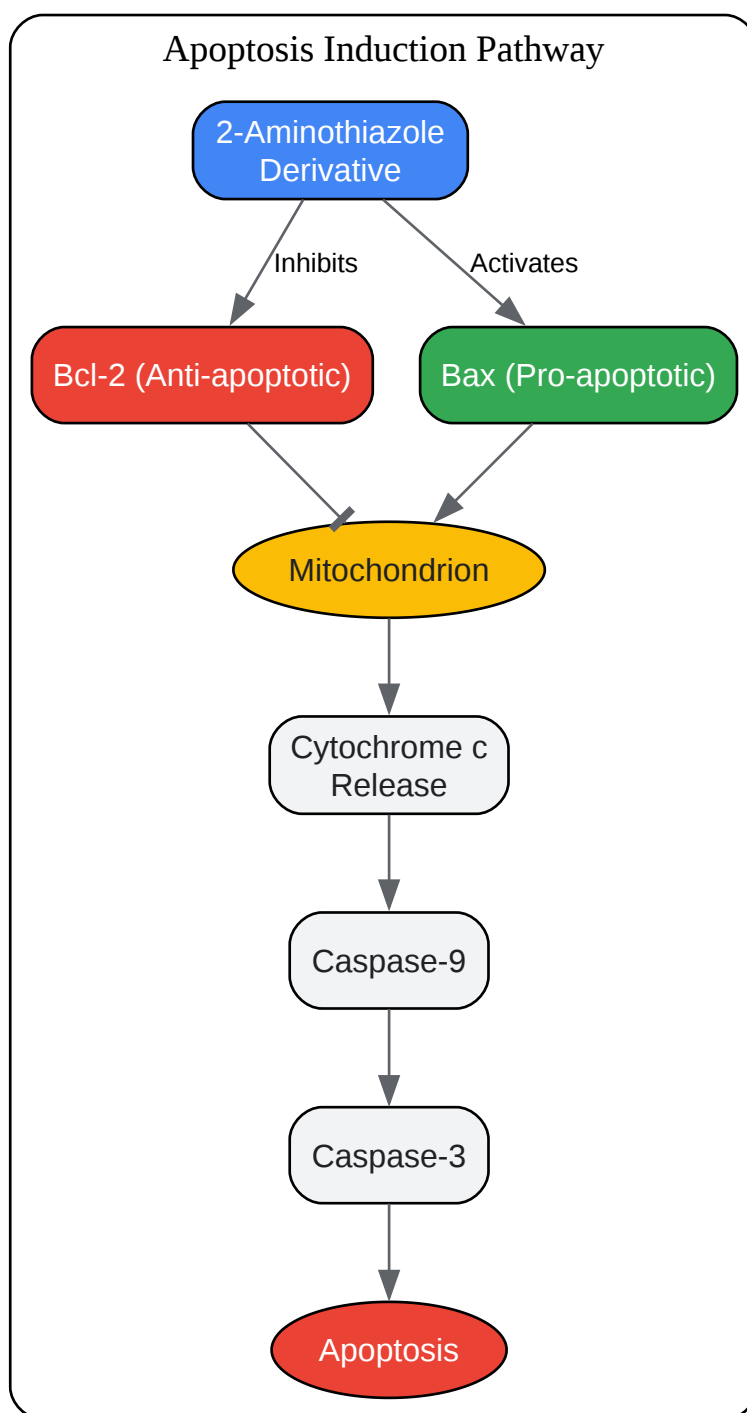 Apoptosis Induction Pathway
2-Aminothiazole
Derivative
Inhibits
Activates
Bcl-2 (Anti-apoptotic)
Bax (Pro-apoptotic)
Mitochondrion
Cytochrome c
Release
Caspase-9
Caspase-3
Apoptosis